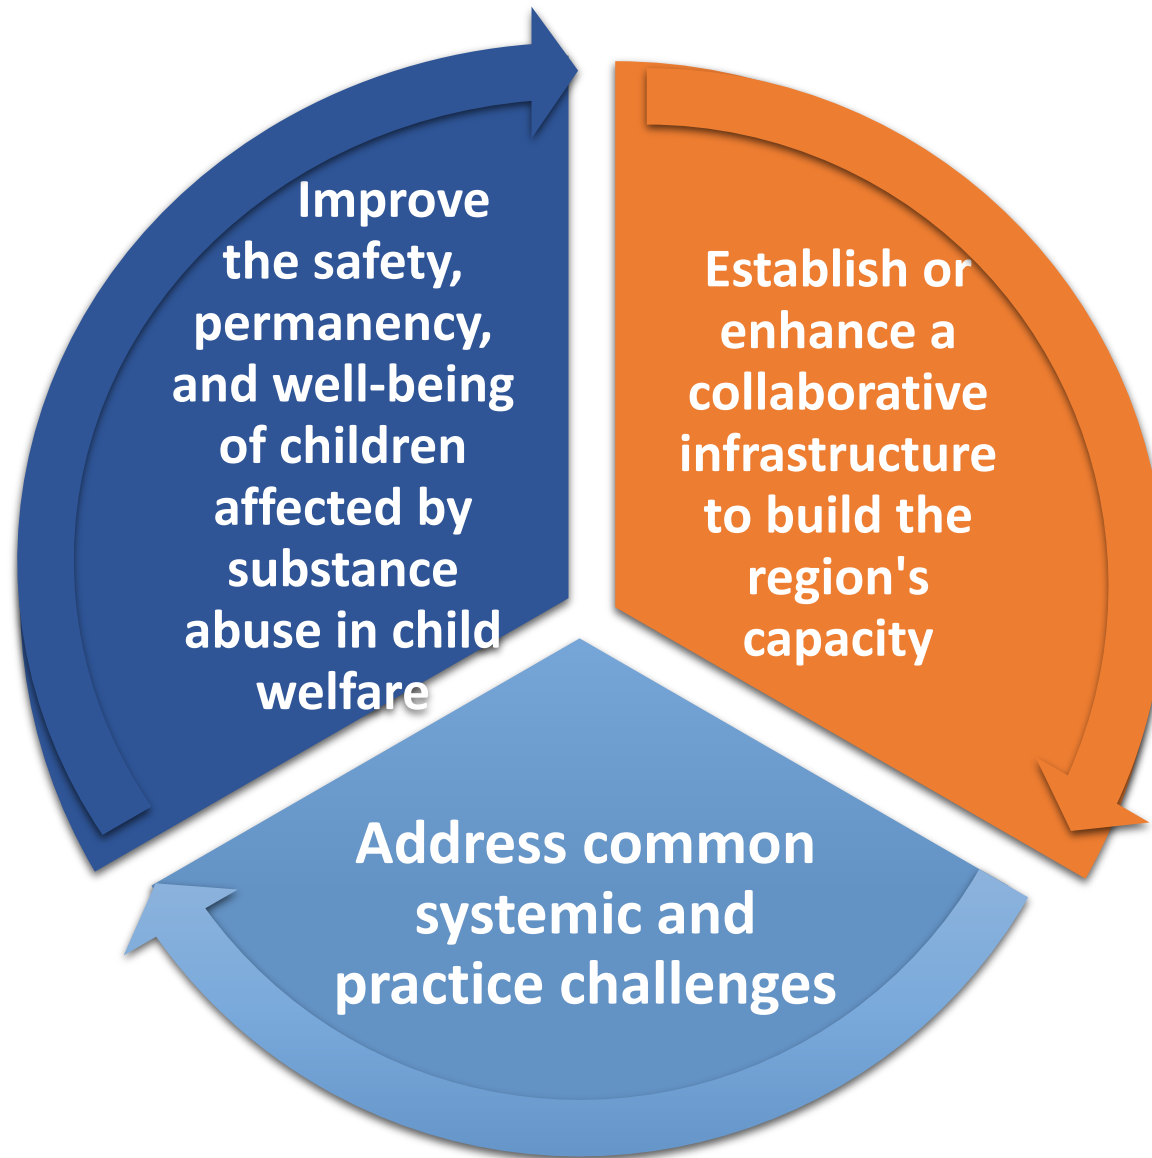 Improve
the safety,
permanency,
and well-being
of children
affected by
substance
abuse in child
welfare
Establish or
enhance a
collaborative
infrastructure
to build the
region's
capacity
Address common
systemic and
practice challenges